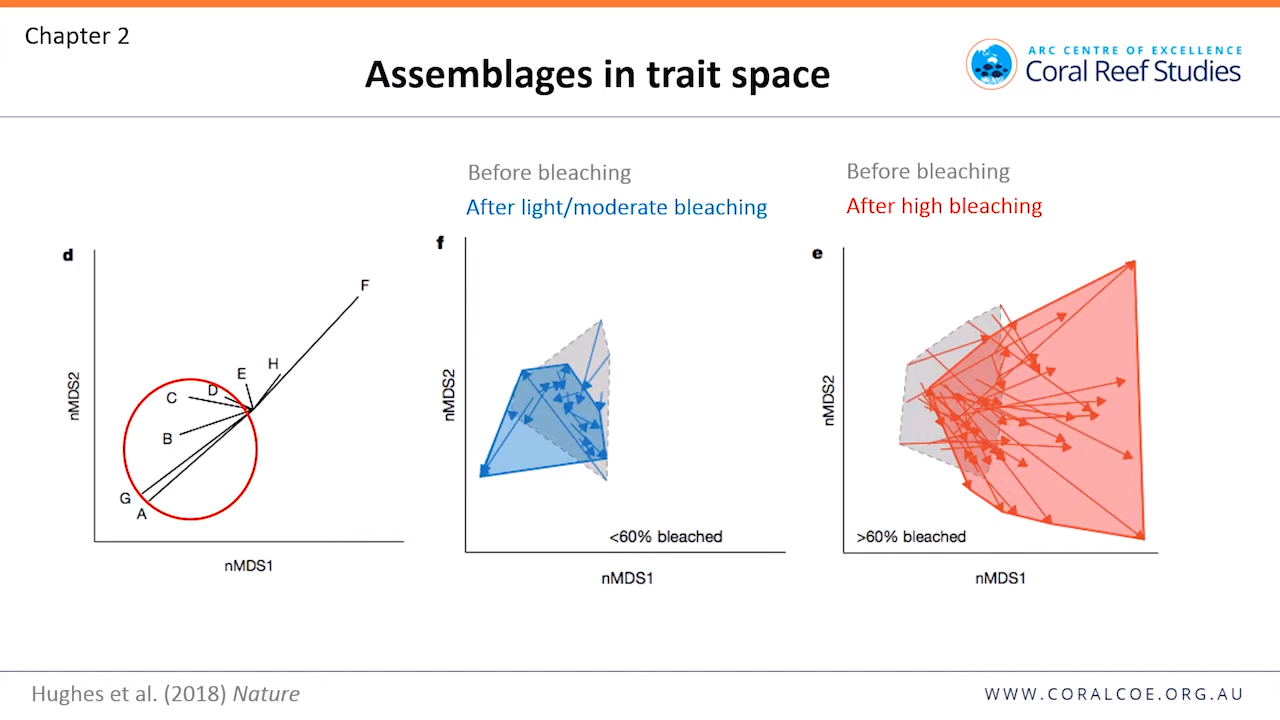 Chapter 2
Assemblages in trait space
ARC CENTRE OF EXCELLENCE
Coral Reef Studies
Before bleaching
After light/moderate bleaching
Before bleaching
After high bleaching
d
nMDS2
F
H
E
D
C
B
G
A
nMDS1
f
nMDS2
<60% bleached
nMDS1
e
nMDS2
>60% bleached
nMDS1
Hughes et al. (2018) Nature
WWW.CORALCOE.ORG.AU